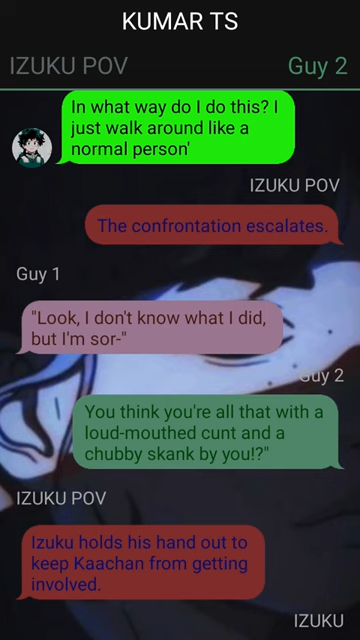 KUMAR TS
IZUKU POV
Guy 2
In what way do I do this? I
just walk around like a
normal person'
IZUKU POV
The confrontation escalates.
Guy 1
"Look, I don't know what I did,
but I'm sor-"
Guy 2
You think you're all that with a
loud-mouthed cunt and a
chubby skank by you!?"
IZUKU POV
Izuku holds his hand out to
keep Kaachan from getting
involved.
IZUKU